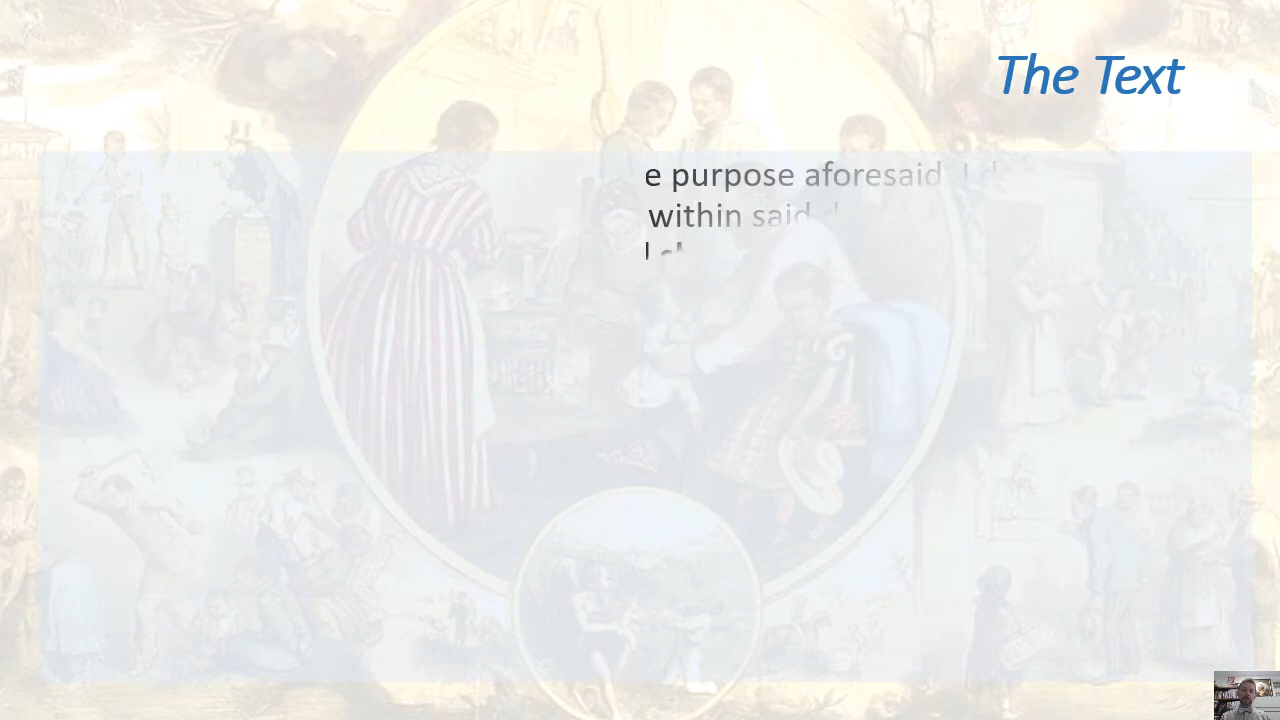 The Text
e purpose aforesaid, I d
within said